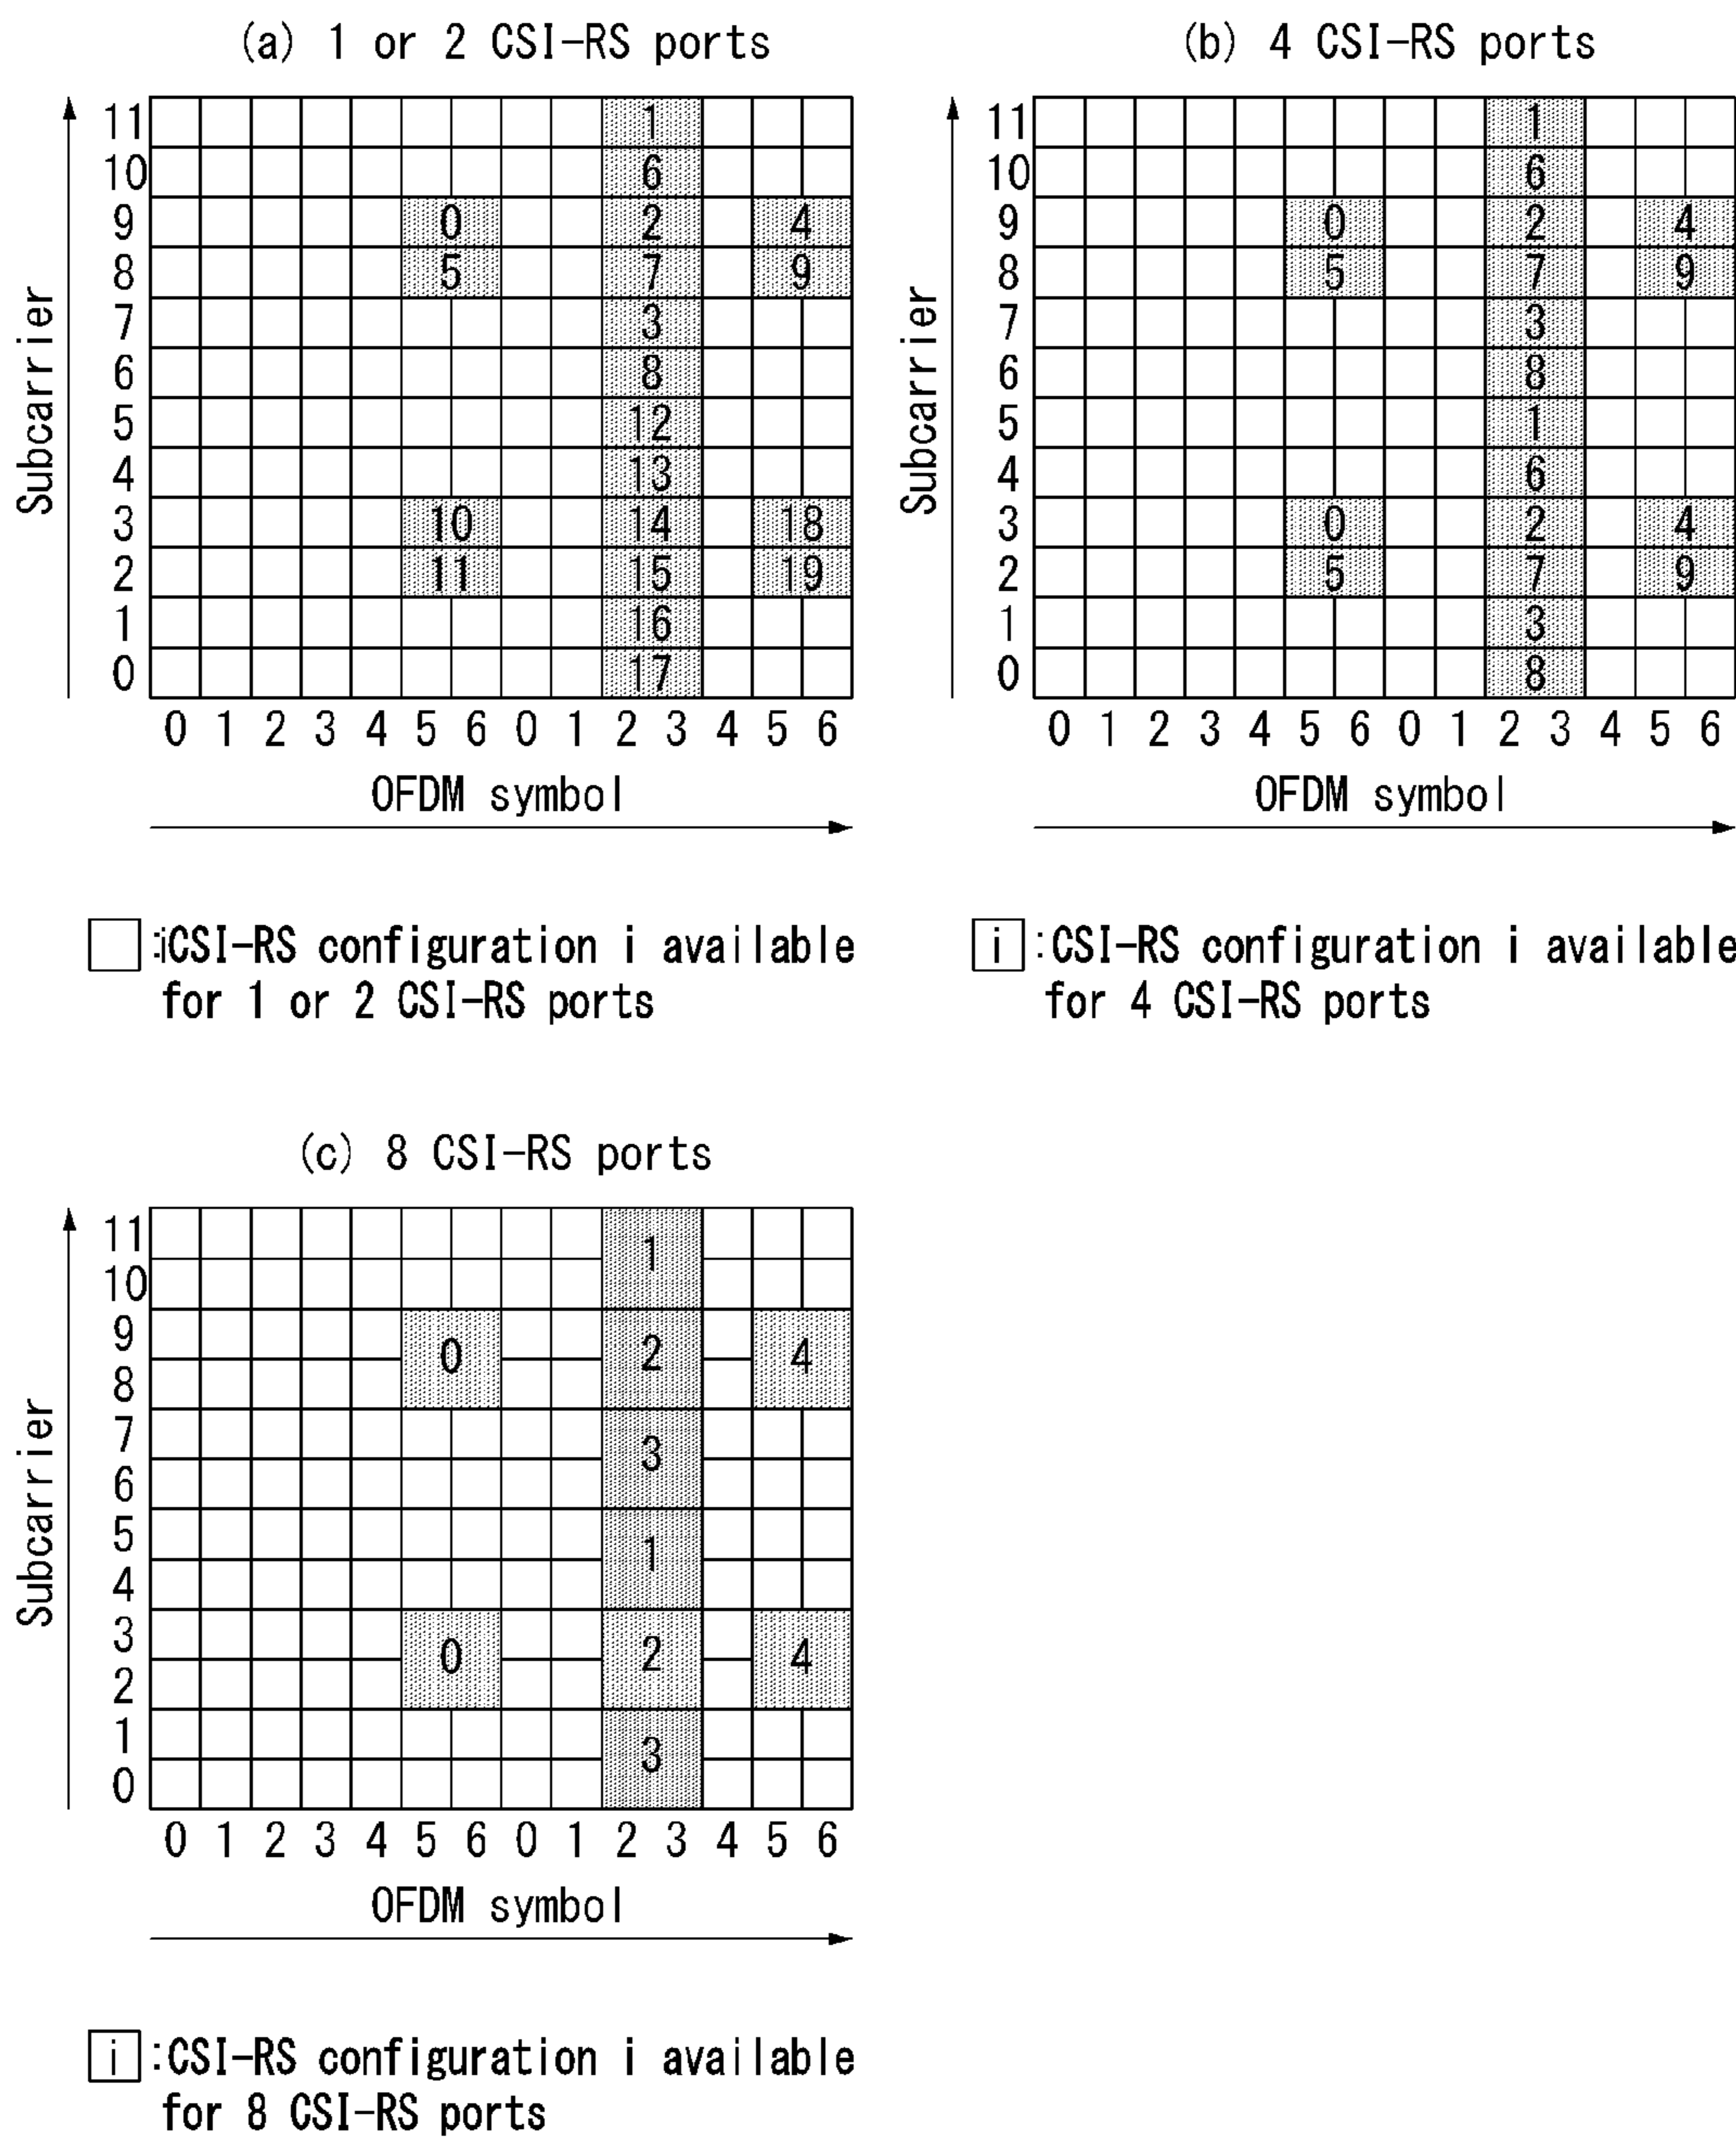 (a) 1 or 2 CSI-RS ports
Subcarrier
11 1
10 6
9 0 2 4
8 5 7 9
7 3
6 8
5 12
4 13
3 10 14 18
2 11 15 19
1 16
0 17
0 1 2 3 4 5 6 0 1 2 3 4 5 6
OFDM symbol
:iCSI-RS configuration i available
for 1 or 2 CSI-RS ports
(b) 4 CSI-RS ports
Subcarrier
11 1
10 6
9 0 2 4
8 5 7 9
7 3
6 8
5 1
4 6
3 0 2 4
2 5 7 9
1 3
0 8
0 1 2 3 4 5 6 0 1 2 3 4 5 6
OFDM symbol
i :CSI-RS configuration i available
for 4 CSI-RS ports
(c) 8 CSI-RS ports
Subcarrier
11
1
10
9
0 2 4
8
7
3
6
5
1
4
3
0 2 4
2
1
3
0
0 1 2 3 4 5 6 0 1 2 3 4 5 6
OFDM symbol
i :CSI-RS configuration i available
for 8 CSI-RS ports